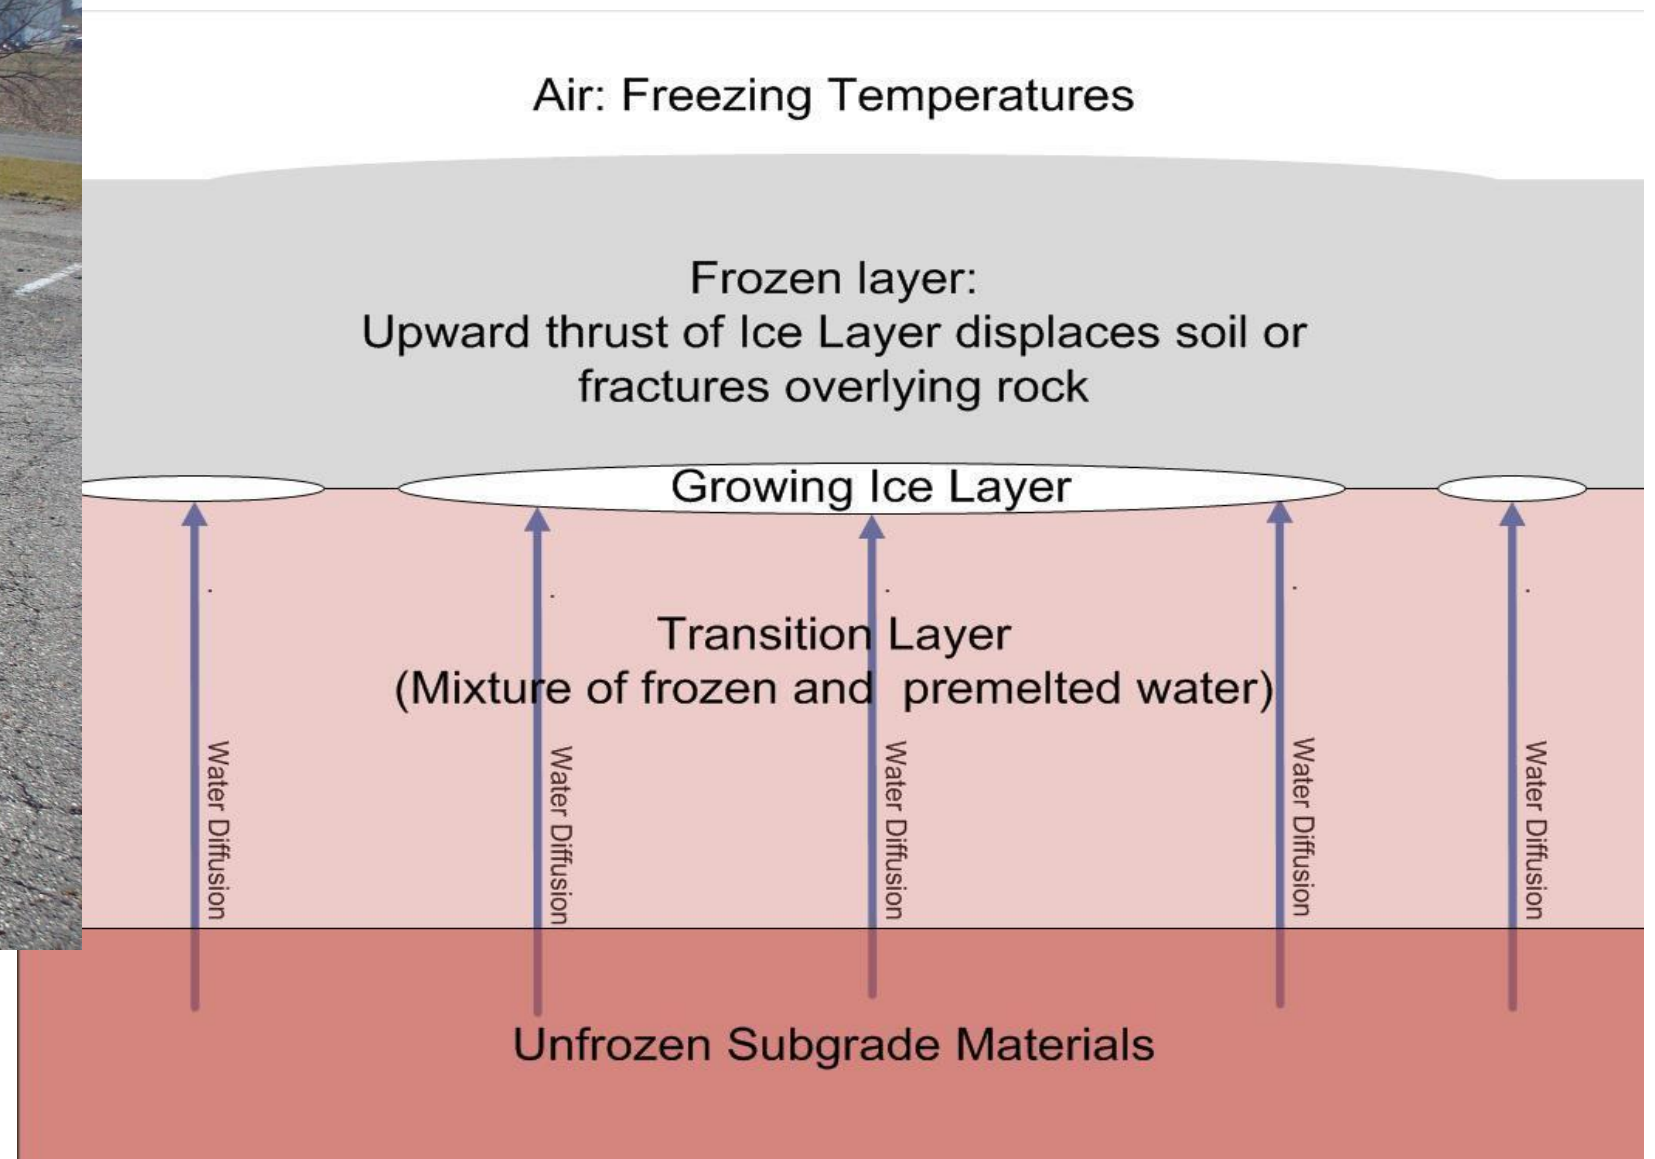 Air: Freezing Temperatures
Frozen layer:
Upward thrust of Ice Layer displaces soil or
fractures overlying rock
Growing Ice Layer
Transition Layer
(Mixture of frozen and premelted water)
Water Diffusion
Water Diffusion
Water Diffusion
Water Diffusion
Water Diffusion
Unfrozen Subgrade Materials